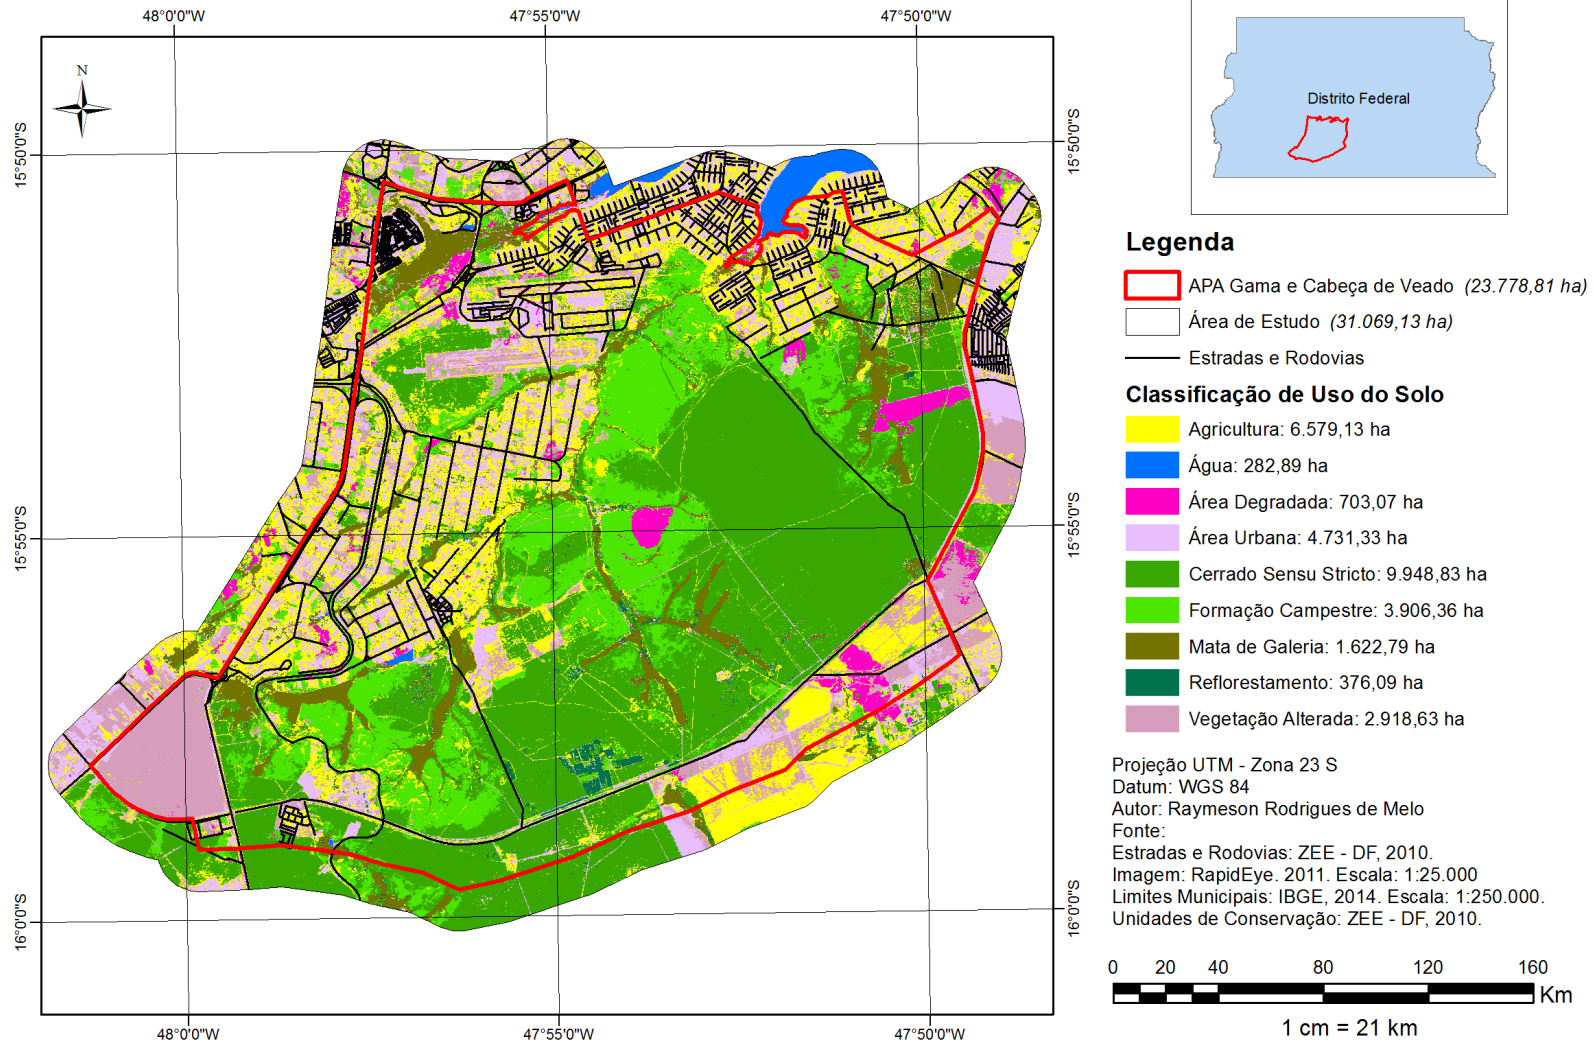 48°0'0"W
47°55'0"W
47°50'0"W
N
15°50'0"S
15°50'0"S
15°55'0"S
15°55'0"S
16°0'0"S
16°0'0"S
48°0'0"W
47°55'0"W
47°50'0"W
Distrito Federal
Legenda
APA Gama e Cabeça de Veado (23.778,81 ha)
Área de Estudo (31.069,13 ha)
Estradas e Rodovias
Classificação de Uso do Solo
Agricultura: 6.579,13 ha
Água: 282,89 ha
Área Degradada: 703,07 ha
Área Urbana: 4.731,33 ha
Cerrado Sensu Stricto: 9.948,83 ha
Formação Campestre: 3.906,36 ha
Mata de Galeria: 1.622,79 ha
Reflorestamento: 376,09 ha
Vegetação Alterada: 2.918,63 ha
Projeção UTM - Zona 23 S
Datum: WGS 84
Autor: Raymeson Rodrigues de Melo
Fonte:
Estradas e Rodovias: ZEE - DF, 2010.
Imagem: RapidEye. 2011. Escala: 1:25.000
Limites Municipais: IBGE, 2014. Escala: 1:250.000.
Unidades de Conservação: ZEE - DF, 2010.
0 20 40 80 120 160
Km
1 cm = 21 km